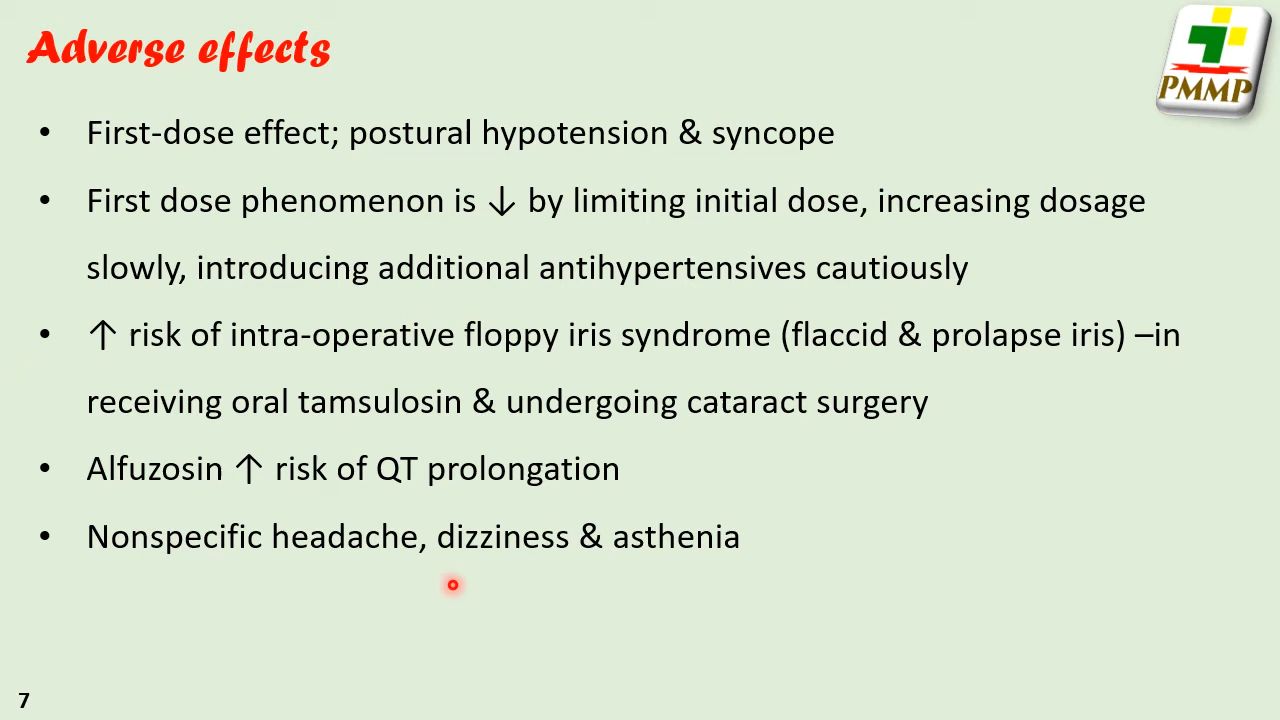 Adverse effects
PMMP
• First-dose effect; postural hypotension & syncope
• First dose phenomenon is ↓ by limiting initial dose, increasing dosage
slowly, introducing additional antihypertensives cautiously
• ↑ risk of intra-operative floppy iris syndrome (flaccid & prolapse iris) –in
receiving oral tamsulosin & undergoing cataract surgery
• Alfuzosin ↑ risk of QT prolongation
• Nonspecific headache, dizziness & asthenia
7